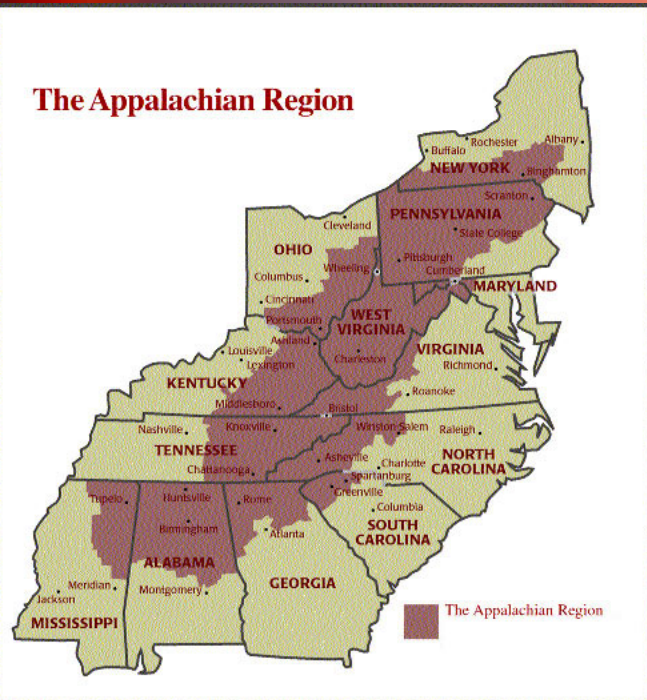 The Appalachian Region
Rochester
Albany
Buffalo
NEW YORK
Binghamton
Scranton
PENNSYLVANIA
Cleveland
State College
OHIO
Pittsburgh
Wheeling
Cumberland
Columbus
MARYLAND
Cincinnati
WEST
VIRGINIA
Portsmouth
Ashland
VIRGINIA
Louisville
Charleston
Lexington
Richmond
KENTUCKY
Roanoke
Middlesboro
Bristol
Nashville
Knoxville
Winston-Salem
Raleigh
TENNESSEE
Asheville
NORTH
CAROLINA
Charlotte
Chattanooga
Spartanburg
Greenville
Tupelo
Huntsville
Rome
Columbia
Birmingham
Atlanta
SOUTH
CAROLINA
ALABAMA
GEORGIA
Meridian
Montgomery
Jackson
MISSISSIPPI
The Appalachian Region